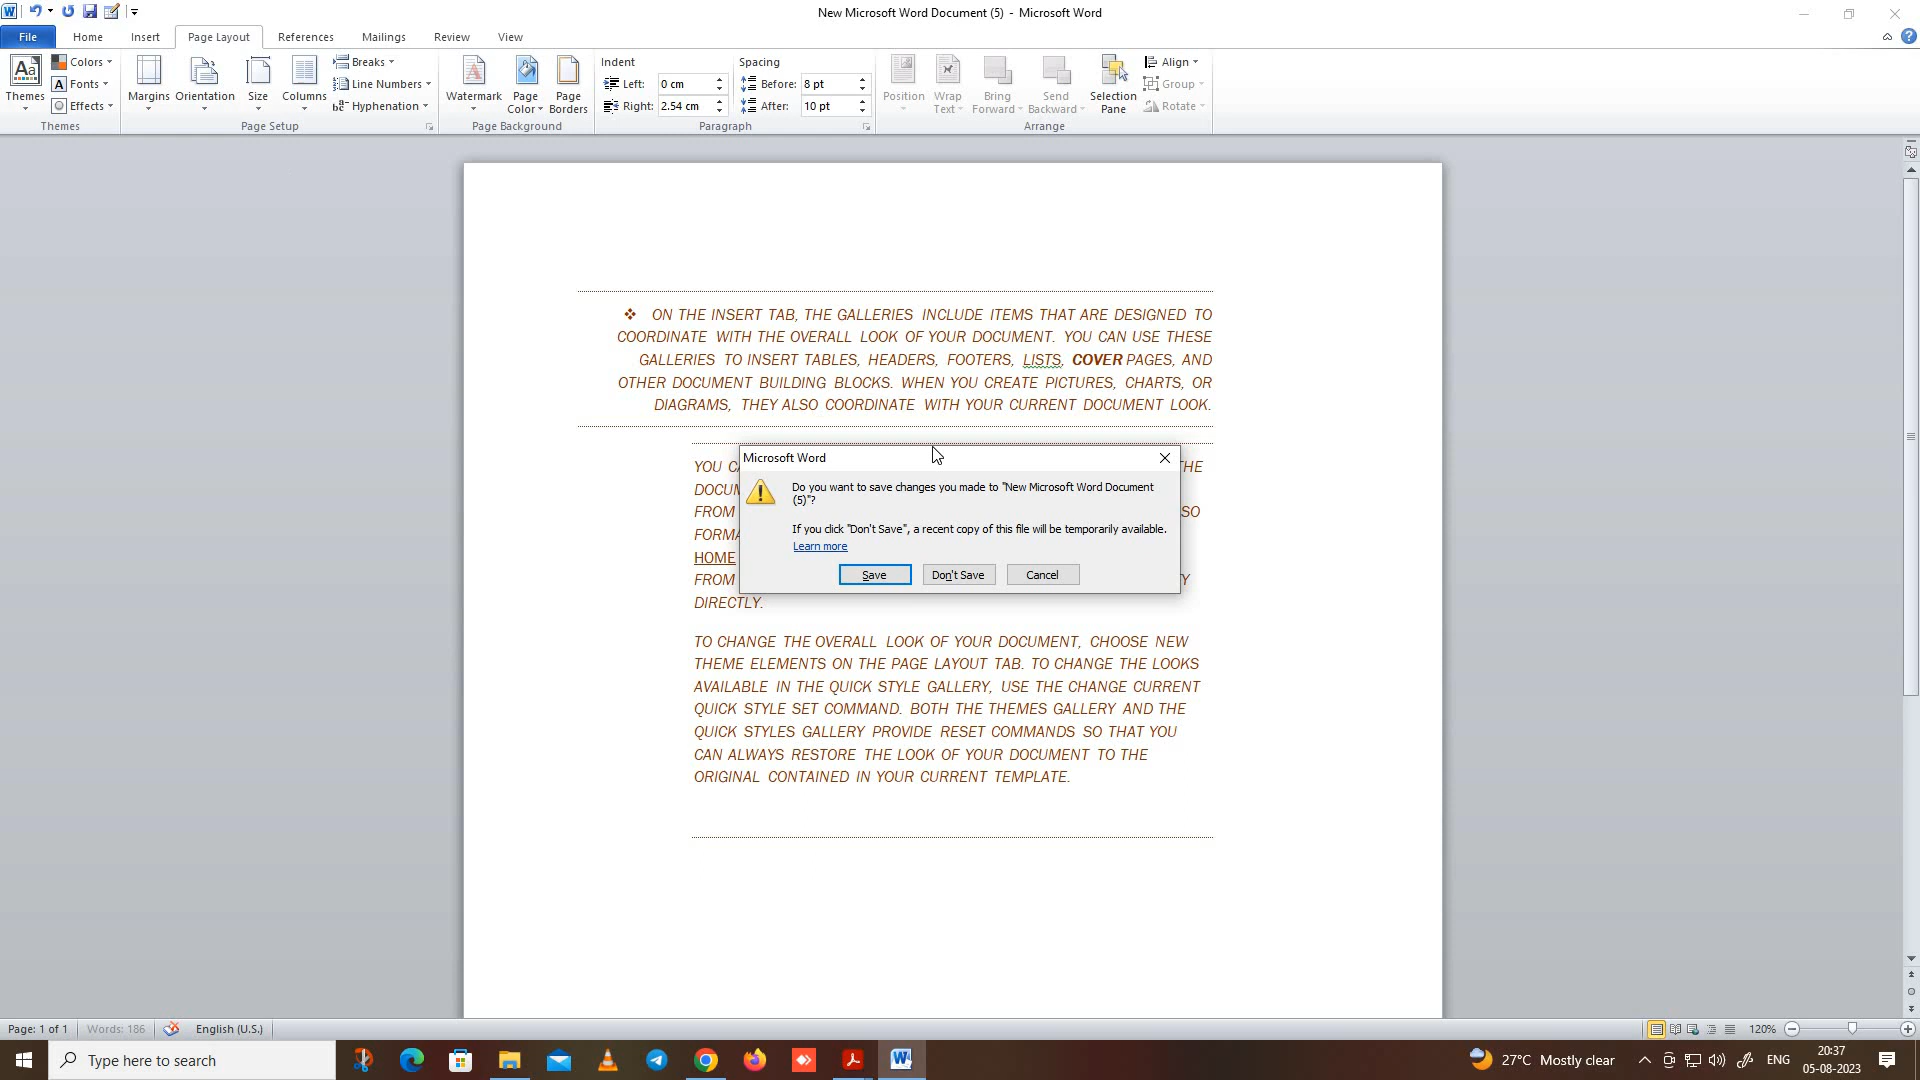 New Microsoft Word Document (5) - Microsoft Word
File Home Insert Page Layout References Mailings Review View
Themes
Colors
Fonts
Effects
Themes
Margins Orientation Size Columns
Breaks
Line Numbers
Hyphenation
Page Setup
Watermark
Page Color
Page Borders
Page Background
Indent
Left: 0 cm
Right: 2.54 cm
Spacing
Before: 8 pt
After: 10 pt
Paragraph
Position
Wrap Text
Bring Forward
Send Backward
Selection Pane
Align
Group
Rotate
Arrange
❖ ON THE INSERT TAB, THE GALLERIES INCLUDE ITEMS THAT ARE DESIGNED TO
COORDINATE WITH THE OVERALL LOOK OF YOUR DOCUMENT. YOU CAN USE THESE
GALLERIES TO INSERT TABLES, HEADERS, FOOTERS, LISTS, COVER PAGES, AND
OTHER DOCUMENT BUILDING BLOCKS. WHEN YOU CREATE PICTURES, CHARTS, OR
DIAGRAMS, THEY ALSO COORDINATE WITH YOUR CURRENT DOCUMENT LOOK.
Microsoft Word
Do you want to save changes you made to "New Microsoft Word Document
(5)"?
If you click "Don't Save", a recent copy of this file will be temporarily available.
Learn more
Save Don't Save Cancel
YOU THE
FROM SO
HOME
FROM
DIRECTLY.
TO CHANGE THE OVERALL LOOK OF YOUR DOCUMENT, CHOOSE NEW
THEME ELEMENTS ON THE PAGE LAYOUT TAB. TO CHANGE THE LOOKS
AVAILABLE IN THE QUICK STYLE GALLERY, USE THE CHANGE CURRENT
QUICK STYLE SET COMMAND. BOTH THE THEMES GALLERY AND THE
QUICK STYLES GALLERY PROVIDE RESET COMMANDS SO THAT YOU
CAN ALWAYS RESTORE THE LOOK OF YOUR DOCUMENT TO THE
ORIGINAL CONTAINED IN YOUR CURRENT TEMPLATE.
Page: 1 of 1 Words: 186 English (U.S.) 120%
Type here to search 27°C Mostly clear ENG 20:37
05-08-2023